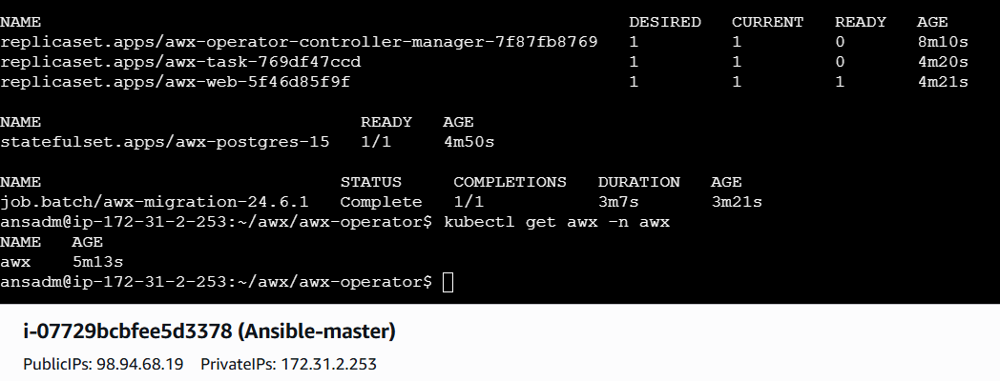 NAME DESIRED CURRENT READY AGE
replicaset.apps/awx-operator-controller-manager-7f87fb8769 1 1 0 8m10s
replicaset.apps/awx-task-769df47ccd 1 1 0 4m20s
replicaset.apps/awx-web-5f46d85f9f 1 1 1 4m21s
NAME READY AGE
statefulset.apps/awx-postgres-15 1/1 4m50s
NAME STATUS COMPLETIONS DURATION AGE
job.batch/awx-migration-24.6.1 Complete 1/1 3m7s 3m21s
ansadm@ip-172-31-2-253:~/awx/awx-operator$ kubectl get awx -n awx
NAME AGE
awx 5m13s
ansadm@ip-172-31-2-253:~/awx/awx-operator$
i-07729bcbfee5d3378 (Ansible-master)
PublicIPs: 98.94.68.19 PrivateIPs: 172.31.2.253